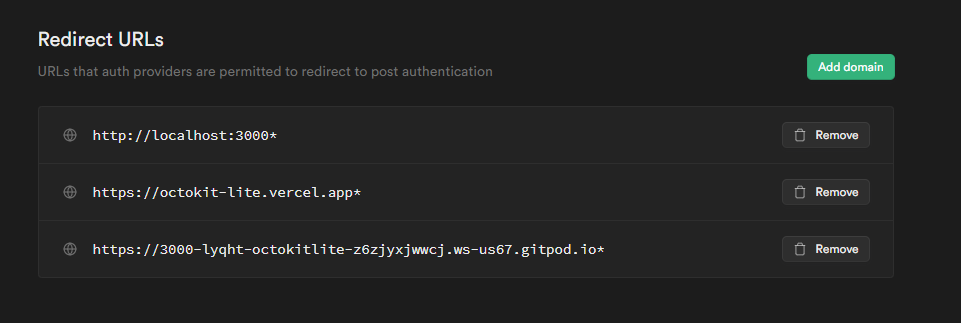 Redirect URLs
URLs that auth providers are permitted to redirect to post authentication
Add domain
http://localhost:3000*
Remove
https://octokit-lite.vercel.app*
Remove
https://3000-lyqht-octokitlite-z6zjyxjwwcj.ws-us67.gitpod.io*
Remove